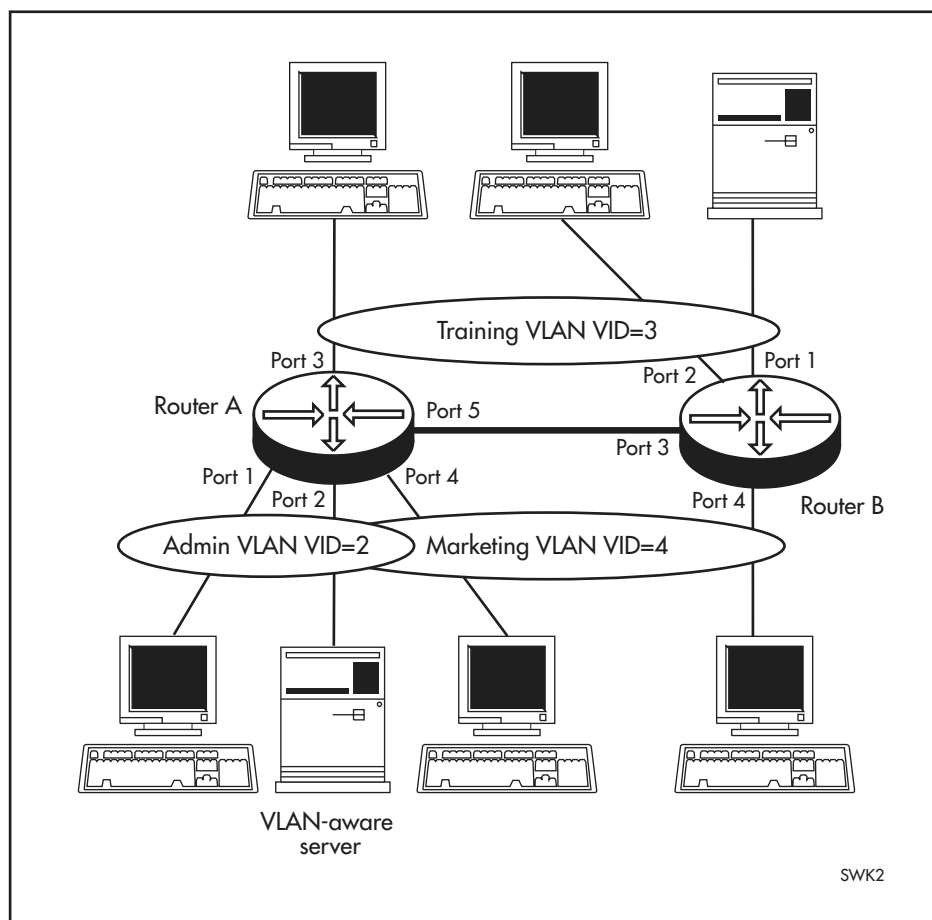 Training VLAN VID=3
Port 3
Port 2
Port 1
Router A
Port 5
Port 3
Port 1
Port 2
Port 4
Port 4
Router B
Admin VLAN VID=2
Marketing VLAN VID=4
VLAN-aware
server
SWK2